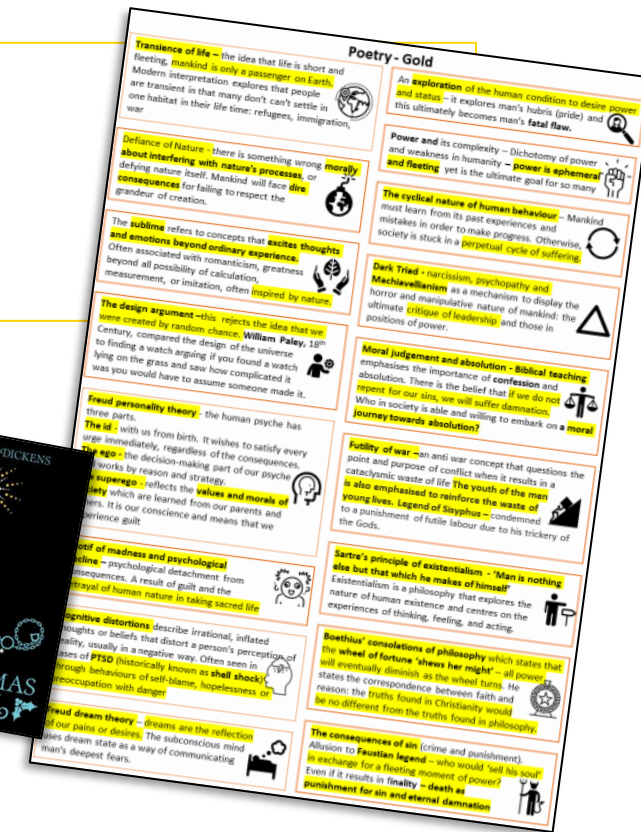 Poetry - Gold
Transience of life – the idea that life is short and
fleeting, mankind is only a passenger on Earth.
Modern interpretation explores that people
are transient in that many don't can't settle in
one habitat in their life time: refugees, immigration,
war
Defiance of Nature - there is something wrong morally
about interfering with nature's processes, or
defying nature itself. Mankind will face dire
consequences for failing to respect the
grandeur of creation.
The sublime refers to concepts that excites thoughts
and emotions beyond ordinary experience.
Often associated with romanticism, greatness
beyond all possibility of calculation,
measurement, or imitation, often inspired by nature.
The design argument –this rejects the idea that we
were created by random chance. William Paley, 18th
Century, compared the design of the universe
to finding a watch arguing if you found a watch
lying on the grass and saw how complicated it
was you would have to assume someone made it.
Freud personality theory - the human psyche has
three parts.
The id - with us from birth. It wishes to satisfy every
urge immediately, regardless of the consequences.
The ego - the decision-making part of our psyche
works by reason and strategy.
superego - reflects the values and morals of
which are learned from our parents and
It is our conscience and means that we
guilt
of madness and psychological
– psychological detachment from
A result of guilt and the
betrayal of human nature in taking sacred life
cognitive distortions describe irrational, inflated
thoughts or beliefs that distort a person's perception of
usually in a negative way. Often seen in
cases of PTSD (historically known as shell shock)
through behaviours of self-blame, hopelessness or
preoccupation with danger
Freud dream theory – dreams are the reflection
of our pains or desires. The subconscious mind
uses dream state as a way of communicating
man's deepest fears.
An exploration of the human condition to desire power
and status – it explores man's hubris (pride) and
this ultimately becomes man's fatal flaw.
Power and its complexity – Dichotomy of power
and weakness in humanity – power is ephemeral
and fleeting yet is the ultimate goal for so many
The cyclical nature of human behaviour – Mankind
must learn from its past experiences and
mistakes in order to make progress. Otherwise,
society is stuck in a perpetual cycle of suffering.
Dark Triad - narcissism, psychopathy and
Machiavellianism as a mechanism to display the
horror and manipulative nature of mankind: the
ultimate critique of leadership and those in
positions of power.
Moral judgement and absolution - Biblical teaching
emphasises the importance of confession and
absolution. There is the belief that if we do not
repent for our sins, we will suffer damnation.
Who in society is able and willing to embark on a moral
journey towards absolution?
Futility of war –an anti war concept that questions the
point and purpose of conflict when it results in a
cataclysmic waste of life The youth of the men
is also emphasised to reinforce the waste of
young lives. Legend of Sisyphus – condemned
to a punishment of futile labour due to his trickery of
the Gods.
Sartre's principle of existentialism - 'Man is nothing
else but that which he makes of himself'
Existentialism is a philosophy that explores the
nature of human existence and centres on the
experiences of thinking, feeling, and acting.
Boethius' consolations of philosophy which states that
the wheel of fortune 'shews her might' – all power
will eventually diminish as the wheel turns. He
states the correspondence between faith and
reason: the truths found in Christianity would
be no different from the truths found in philosophy.
The consequences of sin (crime and punishment).
Allusion to Faustian legend – who would 'sell his soul'
in exchange for a fleeting moment of power?
Even if it results in finality – death as
punishment for sin and eternal damnation
DICKENS
MAS